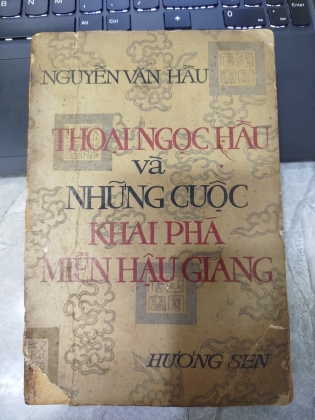 NGUYỄN VĂN HẦU
THOẠI NGỌC HẦU
và
NHỮNG CUỘC
KHAI PHÁ
MIỀN HẬU GIANG
HƯƠNG SEN